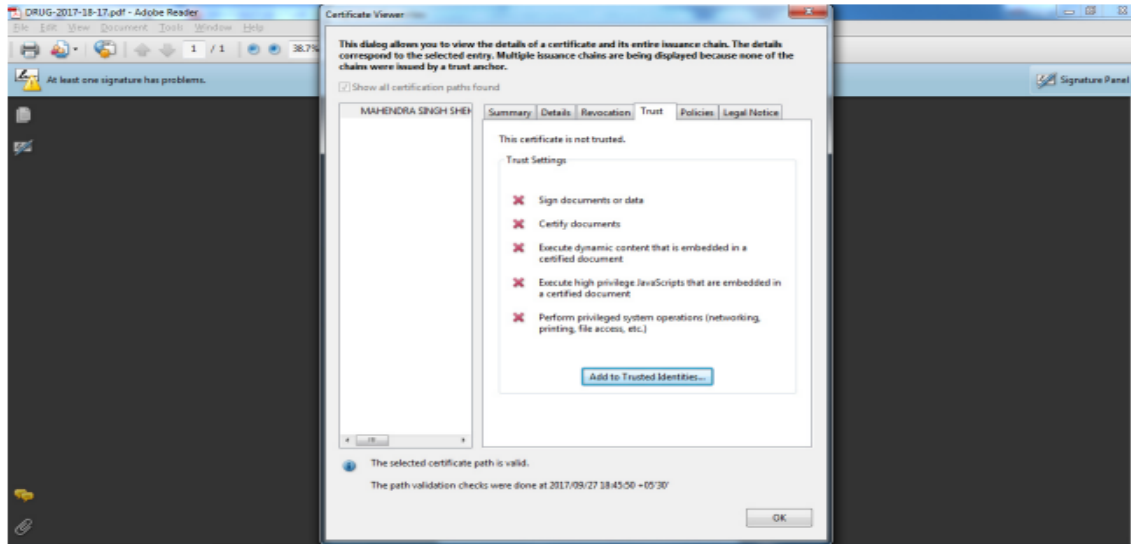 DRUG-2017-18-17.pdf - Adobe Reader
File Edit View Document Tools Window Help
1 / 1 38.7%
At least one signature has problems.
Signature Panel
Certificate Viewer
This dialog allows you to view the details of a certificate and its entire issuance chain. The details
correspond to the selected entry. Multiple issuance chains are being displayed because none of the
chains were issued by a trust anchor.
Show all certification paths found
MAHENDRA SINGH SHEK
Summary Details Revocation Trust Policies Legal Notice
This certificate is not trusted.
Trust Settings
Sign documents or data
Certify documents
Execute dynamic content that is embedded in a
certified document
Execute high privilege JavaScripts that are embedded in
a certified document
Perform privileged system operations (networking,
printing, file access, etc.)
Add to Trusted Identities...
The selected certificate path is valid.
The path validation checks were done at 2017/09/27 18:45:50 +05'30'
OK